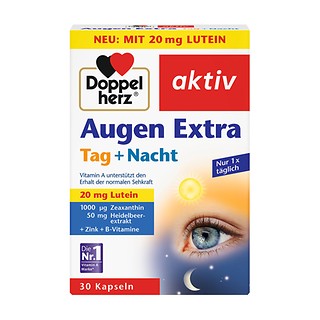 NEU: MIT 20 mg LUTEIN
Doppel
herz®
aktiv
Augen Extra
Tag + Nacht
Vitamin A unterstützt den
Erhalt der normalen Sehkraft
Nur 1x
täglich
20 mg Lutein
1000 µg Zeaxanthin
50 mg Heidelbeer-
extrakt
+ Zink + B-Vitamine
Die
Nr.1
30 Kapseln